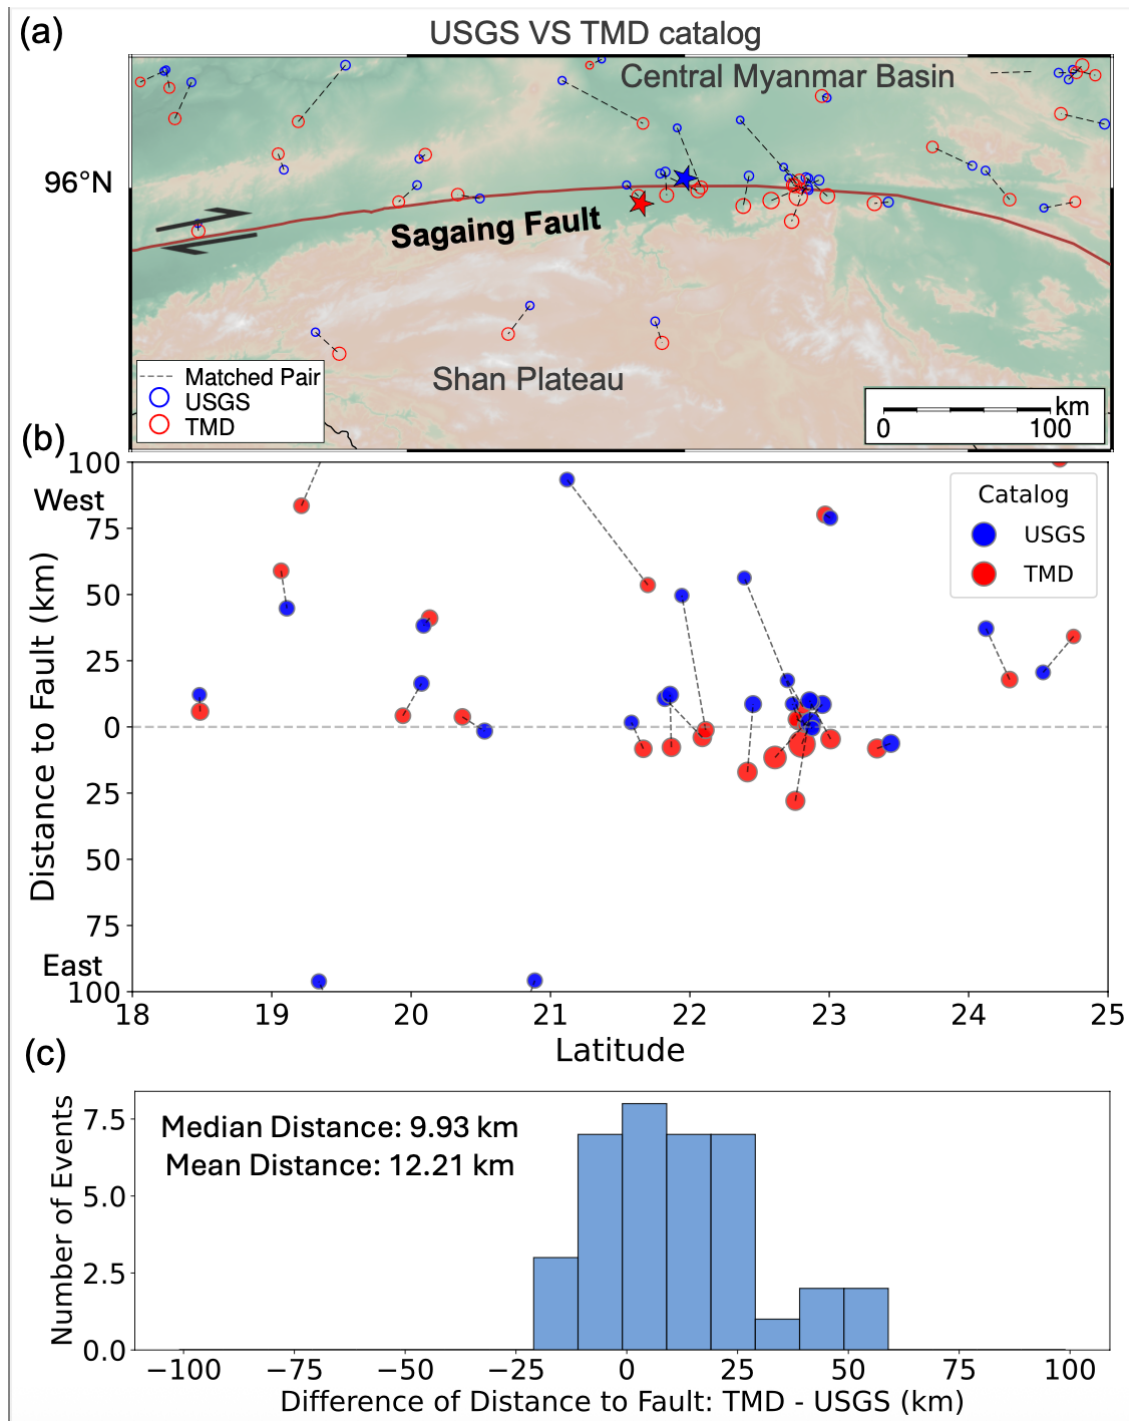 (a)
USGS VS TMD catalog
Central Myanmar Basin
96°N
Sagaing Fault
Shan Plateau
Matched Pair
USGS
TMD
km
0 100
(b)
100
West
75
50
25
0
25
50
75
East
100
Distance to Fault (km)
Catalog
USGS
TMD
18 19 20 21 22 23 24 25
Latitude
(c)
Median Distance: 9.93 km
Mean Distance: 12.21 km
Number of Events
7.5
5.0
2.5
0.0
−100 −75 −50 −25 0 25 50 75 100
Difference of Distance to Fault: TMD - USGS (km)